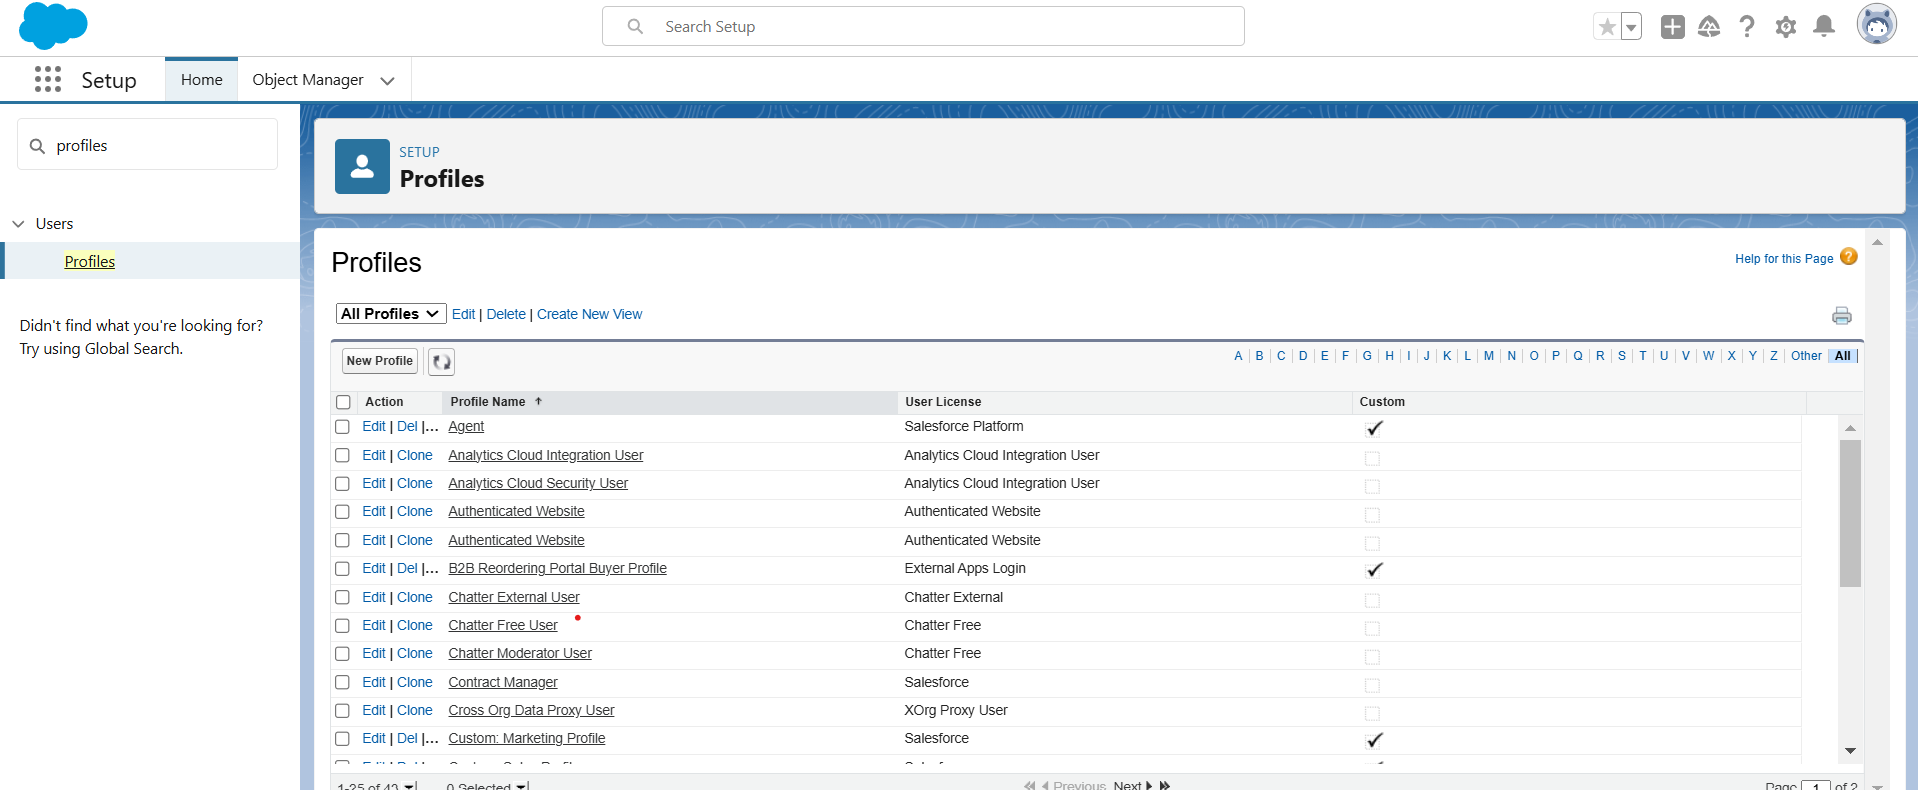 Search Setup
Setup Home Object Manager
profiles
Users
Profiles
Didn't find what you're looking for?
Try using Global Search.
SETUP
Profiles
Profiles
Help for this Page ?
All Profiles Edit | Delete | Create New View
New Profile
A | B | C | D | E | F | G | H | I | J | K | L | M | N | O | P | Q | R | S | T | U | V | W | X | Y | Z | Other | All
Action Profile Name ↑ User License Custom
Edit | Del |... Agent Salesforce Platform
Edit | Clone Analytics Cloud Integration User Analytics Cloud Integration User
Edit | Clone Analytics Cloud Security User Analytics Cloud Integration User
Edit | Clone Authenticated Website Authenticated Website
Edit | Clone Authenticated Website Authenticated Website
Edit | Del |... B2B Reordering Portal Buyer Profile External Apps Login
Edit | Clone Chatter External User Chatter External
Edit | Clone Chatter Free User Chatter Free
Edit | Clone Chatter Moderator User Chatter Free
Edit | Clone Contract Manager Salesforce
Edit | Clone Cross Org Data Proxy User XOrg Proxy User
Edit | Del |... Custom: Marketing Profile Salesforce
1-25 of 0 Selected Previous Next Page 1 of 2